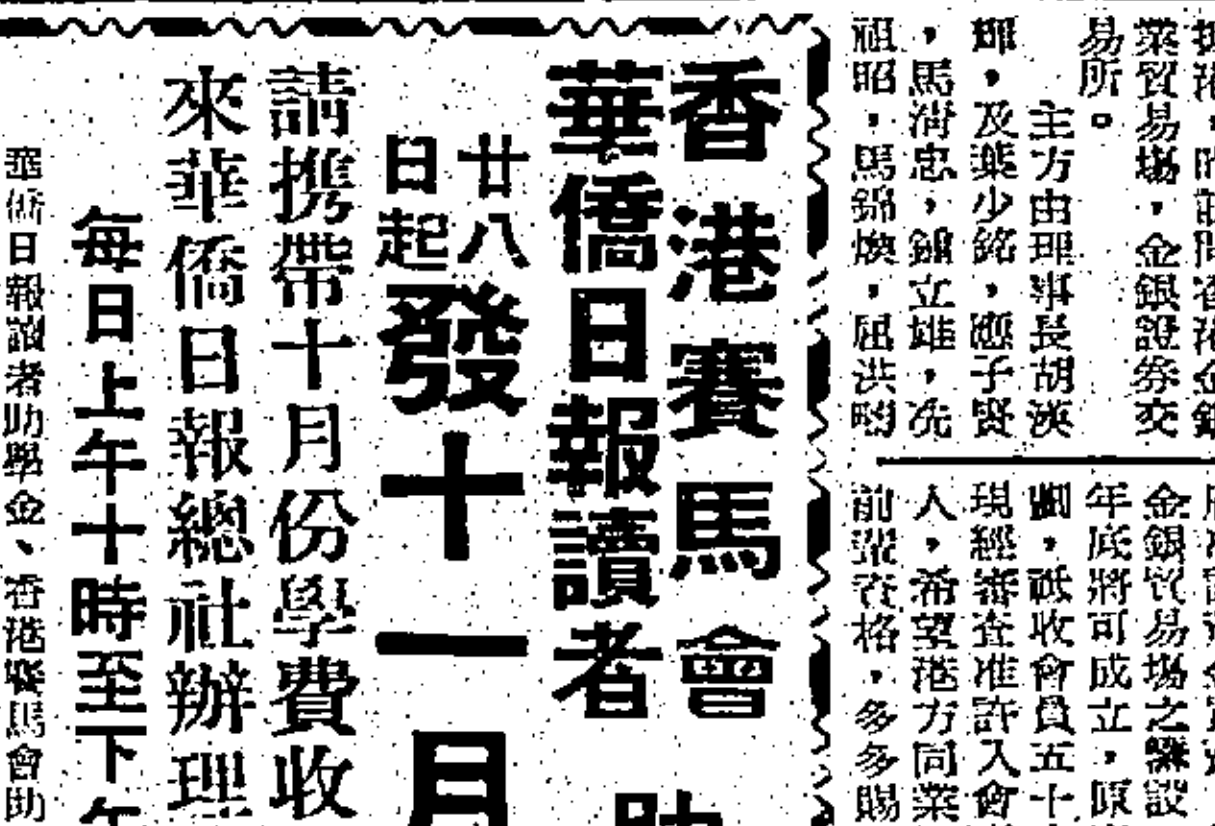 業貿易場，金銀證券交
易所。
主方由理事長胡漢
輝，及葉少銘，應子賢
，馬淸忠，鍾立雄，冼
祖昭，馬錦煥，屈洪疇
金銀貿易場之設
年底將可成立，原
，祇收會員五十
現經審查准許入會
人，希望港方同業
前來資格，多多賜
香港賽馬會 助
華僑日報讀者
廿八日起發十一月
請携帶十月份學費收
來華僑日報總社辦理
每日上午十時至下午
華僑日報讀者助學金、香港賽馬會助